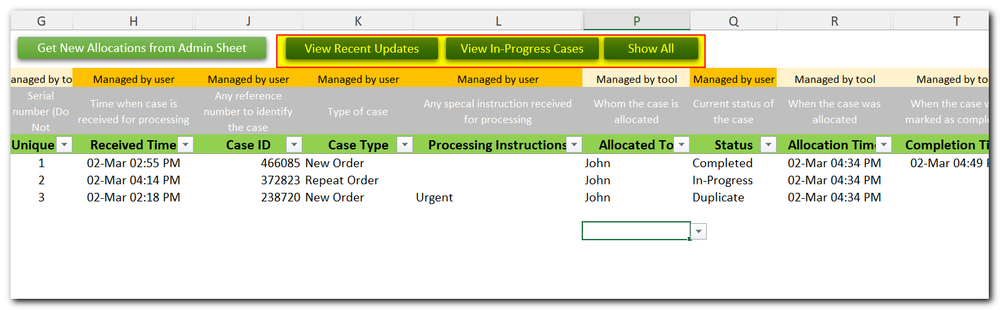 G H J K L P Q R T
Get New Allocations from Admin Sheet View Recent Updates View In-Progress Cases Show All
anaged by to Managed by user Managed by user Managed by user Managed by user Managed by tool Managed by user Managed by tool Managed by to
Serial number (Do Not
Time when case is received for processing
Any reference number to identify the case
Type of case
Any specal instruction received for processing
Whom the case is allocated
Current status of the case
When the case was allocated
When the case marked as comple
Unique Received Time Case ID Case Type Processing Instructions Allocated To Status Allocation Time Completion Ti
1 02-Mar 02:55 PM 466085 New Order John Completed 02-Mar 04:34 PM 02-Mar 04:49
2 02-Mar 04:14 PM 372823 Repeat Order John In-Progress 02-Mar 04:34 PM
3 02-Mar 02:18 PM 238720 New Order Urgent John Duplicate 02-Mar 04:34 PM